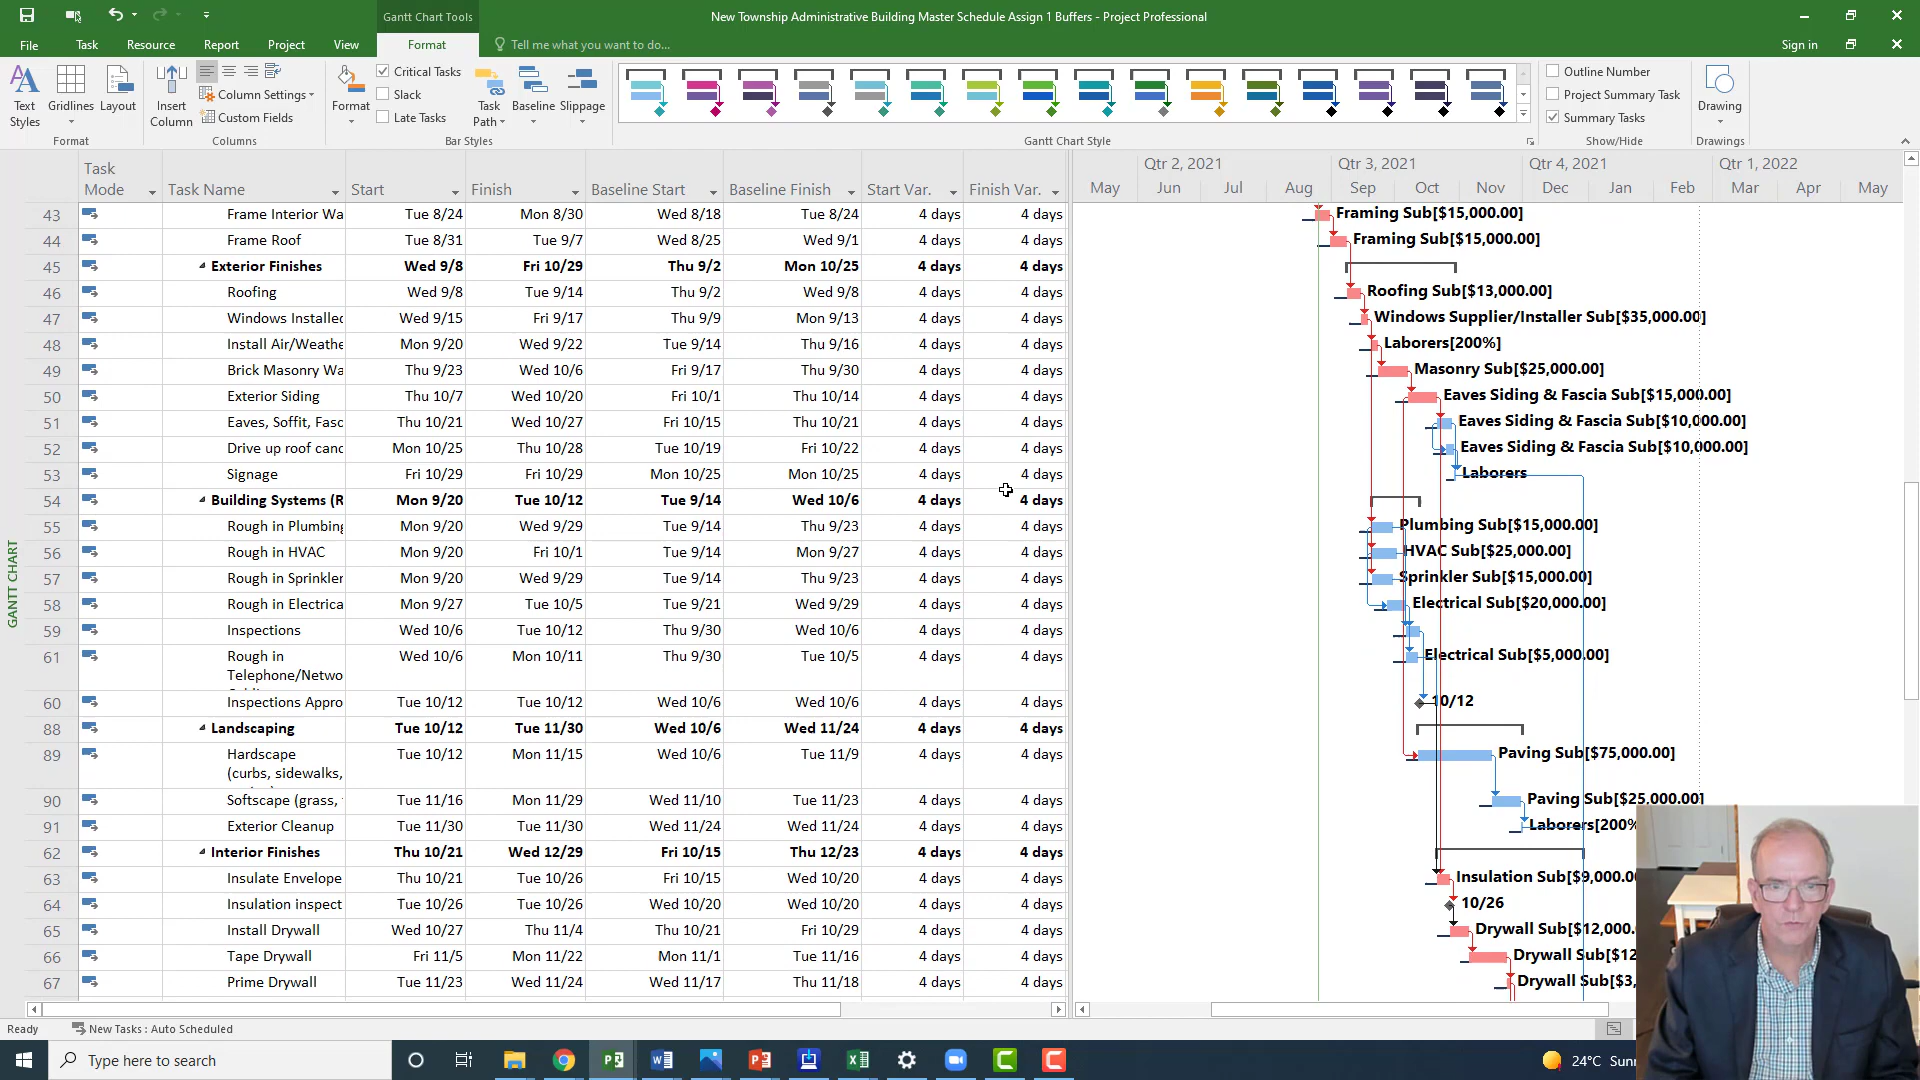 Gantt Chart Tools
New Township Administrative Building Master Schedule Assign 1 Buffers - Project Professional
File Task Resource Report Project View Format Tell me what you want to do... Sign in
Text Styles
Gridlines
Layout
Format
Insert Column
Column Settings
Custom Fields
Columns
Format
Critical Tasks
Slack
Late Tasks
Bar Styles
Task Path
Baseline
Slippage
Gantt Chart Style
Outline Number
Project Summary Task
Summary Tasks
Show/Hide
Drawing
Drawings
GANTT CHART
Task Mode Task Name Start Finish Baseline Start Baseline Finish Start Var. Finish Var.
Qtr 2, 2021 Qtr 3, 2021 Qtr 4, 2021 Qtr 1, 2022
May Jun Jul Aug Sep Oct Nov Dec Jan Feb Mar Apr May
43 Frame Interior Wa Tue 8/24 Mon 8/30 Wed 8/18 Tue 8/24 4 days 4 days Framing Sub[$15,000.00]
44 Frame Roof Tue 8/31 Tue 9/7 Wed 8/25 Wed 9/1 4 days 4 days Framing Sub[$15,000.00]
45 Exterior Finishes Wed 9/8 Fri 10/29 Thu 9/2 Mon 10/25 4 days 4 days
46 Roofing Wed 9/8 Tue 9/14 Thu 9/2 Wed 9/8 4 days 4 days Roofing Sub[$13,000.00]
47 Windows Installed Wed 9/15 Fri 9/17 Thu 9/9 Mon 9/13 4 days 4 days Windows Supplier/Installer Sub[$35,000.00]
48 Install Air/Weathe Mon 9/20 Wed 9/22 Tue 9/14 Thu 9/16 4 days 4 days Laborers[200%]
49 Brick Masonry Wa Thu 9/23 Wed 10/6 Fri 9/17 Thu 9/30 4 days 4 days Masonry Sub[$25,000.00]
50 Exterior Siding Thu 10/7 Wed 10/20 Fri 10/1 Thu 10/14 4 days 4 days Eaves Siding & Fascia Sub[$15,000.00]
51 Eaves, Soffit, Fasc Thu 10/21 Wed 10/27 Fri 10/15 Thu 10/21 4 days 4 days Eaves Siding & Fascia Sub[$10,000.00]
52 Drive up roof canc Mon 10/25 Thu 10/28 Tue 10/19 Fri 10/22 4 days 4 days Eaves Siding & Fascia Sub[$10,000.00]
53 Signage Fri 10/29 Fri 10/29 Mon 10/25 Mon 10/25 4 days 4 days Laborers
54 Building Systems (R Mon 9/20 Tue 10/12 Tue 9/14 Wed 10/6 4 days 4 days
55 Rough in Plumbing Mon 9/20 Wed 9/29 Tue 9/14 Thu 9/23 4 days 4 days Plumbing Sub[$15,000.00]
56 Rough in HVAC Mon 9/20 Fri 10/1 Tue 9/14 Mon 9/27 4 days 4 days HVAC Sub[$25,000.00]
57 Rough in Sprinkler Mon 9/20 Wed 9/29 Tue 9/14 Thu 9/23 4 days 4 days Sprinkler Sub[$15,000.00]
58 Rough in Electrica Mon 9/27 Tue 10/5 Tue 9/21 Wed 9/29 4 days 4 days Electrical Sub[$20,000.00]
59 Inspections Wed 10/6 Tue 10/12 Thu 9/30 Wed 10/6 4 days 4 days
61 Rough in Wed 10/6 Mon 10/11 Thu 9/30 Tue 10/5 4 days 4 days Electrical Sub[$5,000.00]
Telephone/Netwo
60 Inspections Appro Tue 10/12 Tue 10/12 Wed 10/6 Wed 10/6 4 days 4 days 10/12
88 Landscaping Tue 10/12 Tue 11/30 Wed 10/6 Wed 11/24 4 days 4 days
89 Hardscape Tue 10/12 Mon 11/15 Wed 10/6 Tue 11/9 4 days 4 days Paving Sub[$75,000.00]
(curbs, sidewalks,
90 Softscape (grass, Tue 11/16 Mon 11/29 Wed 11/10 Tue 11/23 4 days 4 days Paving Sub[$25,000.00]
91 Exterior Cleanup Tue 11/30 Tue 11/30 Wed 11/24 Wed 11/24 4 days 4 days Laborers[200%
62 Interior Finishes Thu 10/21 Wed 12/29 Fri 10/15 Thu 12/23 4 days 4 days
63 Insulate Envelope Thu 10/21 Tue 10/26 Fri 10/15 Wed 10/20 4 days 4 days Insulation Sub[$9,000.00
64 Insulation inspect Tue 10/26 Tue 10/26 Wed 10/20 Wed 10/20 4 days 4 days 10/26
65 Install Drywall Wed 10/27 Thu 11/4 Thu 10/21 Fri 10/29 4 days 4 days Drywall Sub[$12,000.
66 Tape Drywall Fri 11/5 Mon 11/22 Mon 11/1 Tue 11/16 4 days 4 days Drywall Sub[$12
67 Prime Drywall Tue 11/23 Wed 11/24 Wed 11/17 Thu 11/18 4 days 4 days Drywall Sub[$3,
Ready New Tasks : Auto Scheduled
Type here to search
24°C Sunn